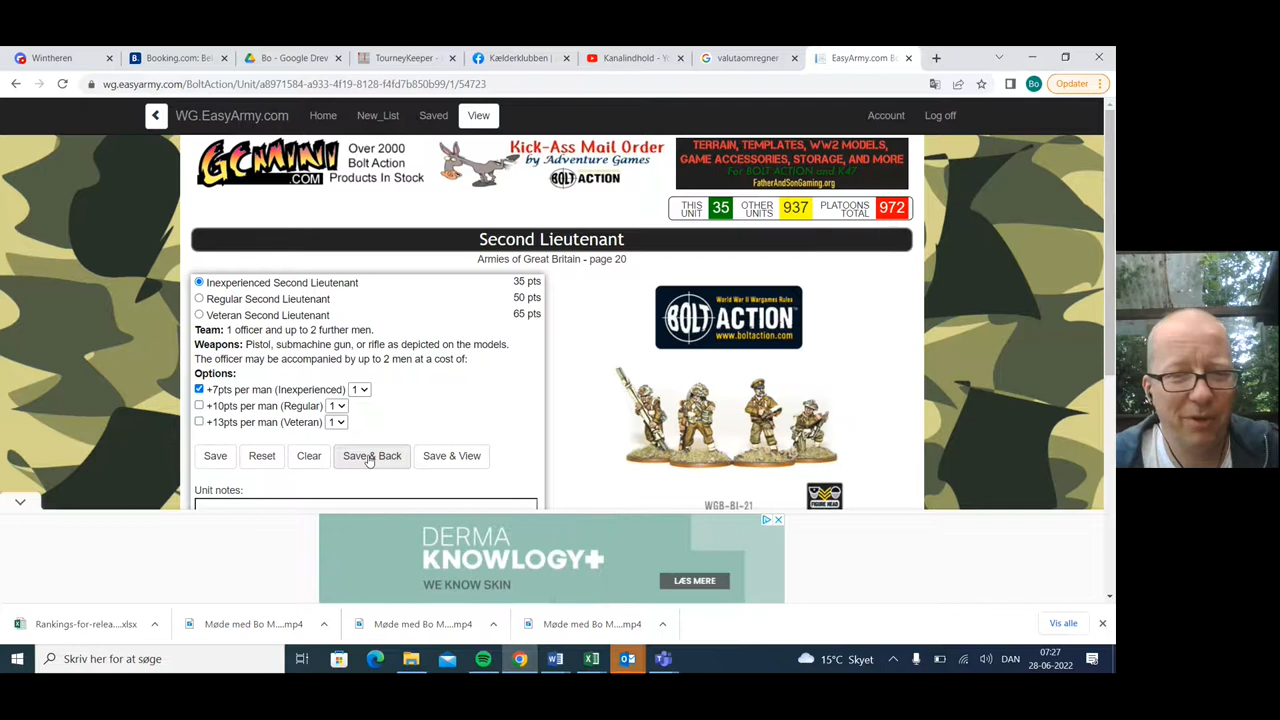 Wintheren
Booking.com: Bel
Bo - Google Drev
TourneyKeeper -
Kælderklubben |
Kanalindhold - Yo
valutaomregner
EasyArmy.com Bo
wg.easyarmy.com/BoltAction/Unit/a8971584-a933-4f19-8128-f4fd7b850b99/1/54723
Bo
Opdater
WG.EasyArmy.com
Home
New_List
Saved
View
Account
Log off
GCMINI
.COM
Over 2000
Bolt Action
Products In Stock
Kick-Ass Mail Order
by Adventure Games
BOLT ACTION
TERRAIN, TEMPLATES, WW2 MODELS,
GAME ACCESSORIES, STORAGE, AND MORE
For BOLT ACTION and K47
FatherAndSonGaming.org
THIS UNIT 35 OTHER UNITS 937 PLATOONS TOTAL 972
Second Lieutenant
Armies of Great Britain - page 20
Inexperienced Second Lieutenant 35 pts
Regular Second Lieutenant 50 pts
Veteran Second Lieutenant 65 pts
Team: 1 officer and up to 2 further men.
Weapons: Pistol, submachine gun, or rifle as depicted on the models.
The officer may be accompanied by up to 2 men at a cost of:
Options:
+7pts per man (Inexperienced) 1
+10pts per man (Regular) 1
+13pts per man (Veteran) 1
Save
Reset
Clear
Save & Back
Save & View
Unit notes:
World War II Wargames Rules
BOLT ACTION
www.boltaction.com
WGB-BI-21
FIGURE HEAD
DERMA
KNOWLOGY+
WE KNOW SKIN
LÆS MERE
Rankings-for-relea....xlsx
Møde med Bo M....mp4
Møde med Bo M....mp4
Møde med Bo M....mp4
Vis alle
Skriv her for at søge
15°C Skyet
DAN
07:27
28-06-2022